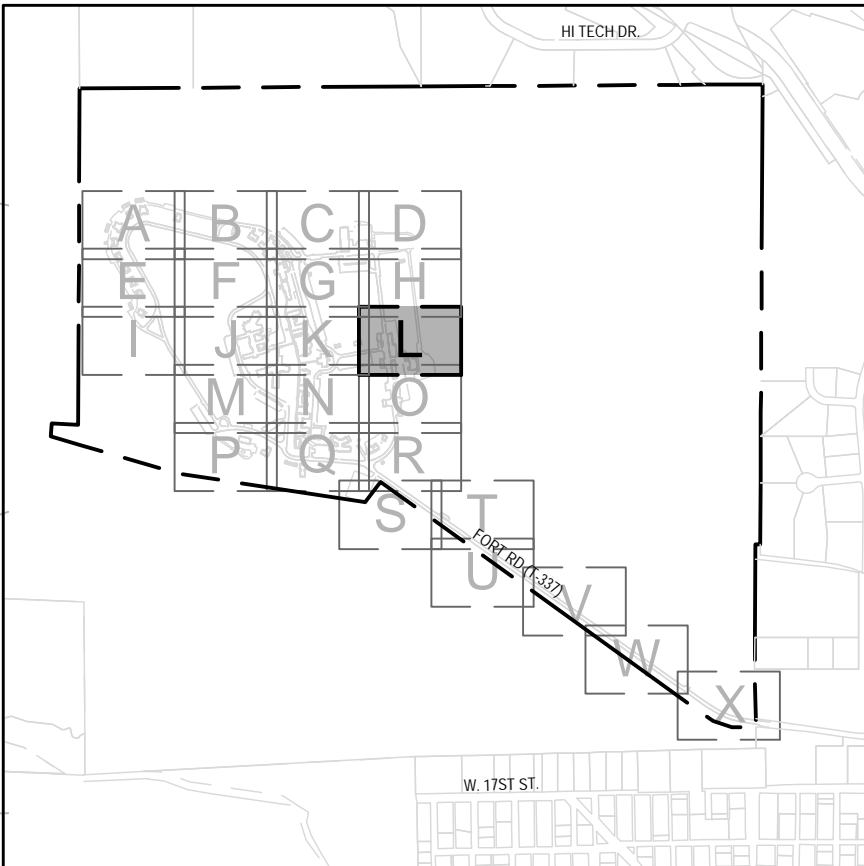 HI TECH DR.
A B C D
E F G H
I J K L
M N O
P Q R
S T
FORT RD (T-337)
U
V
W
X
W. 17ST ST.